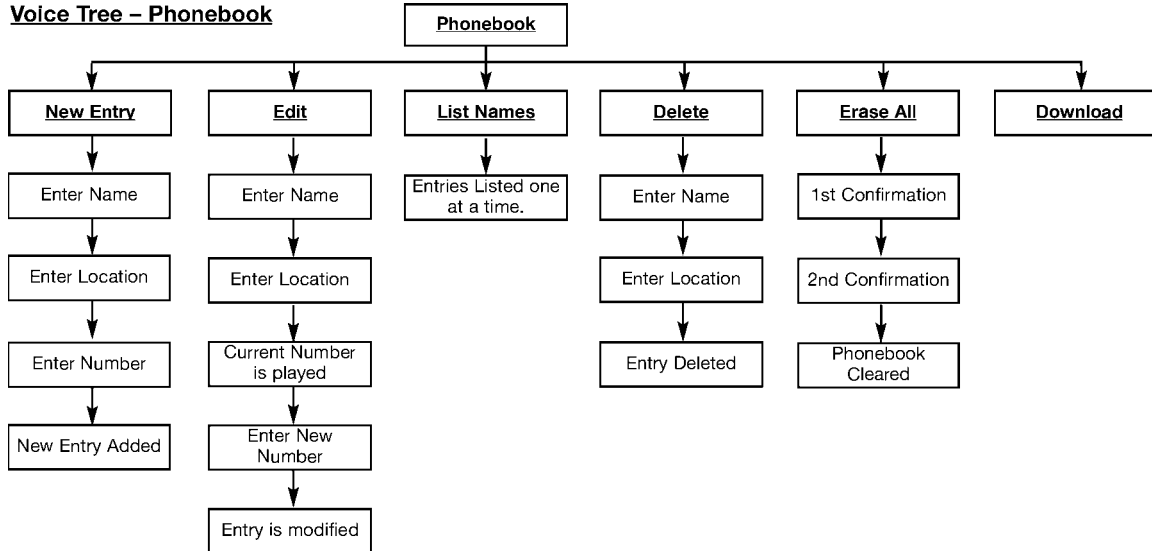 Voice Tree – Phonebook
Phonebook
New Entry
Edit
List Names
Delete
Erase All
Download
Enter Name
Enter Location
Enter Number
New Entry Added
Enter Name
Enter Location
Current Number
is played
Enter New
Number
Entry is modified
Entries Listed one
at a time.
Enter Name
Enter Location
Entry Deleted
1st Confirmation
2nd Confirmation
Phonebook
Cleared